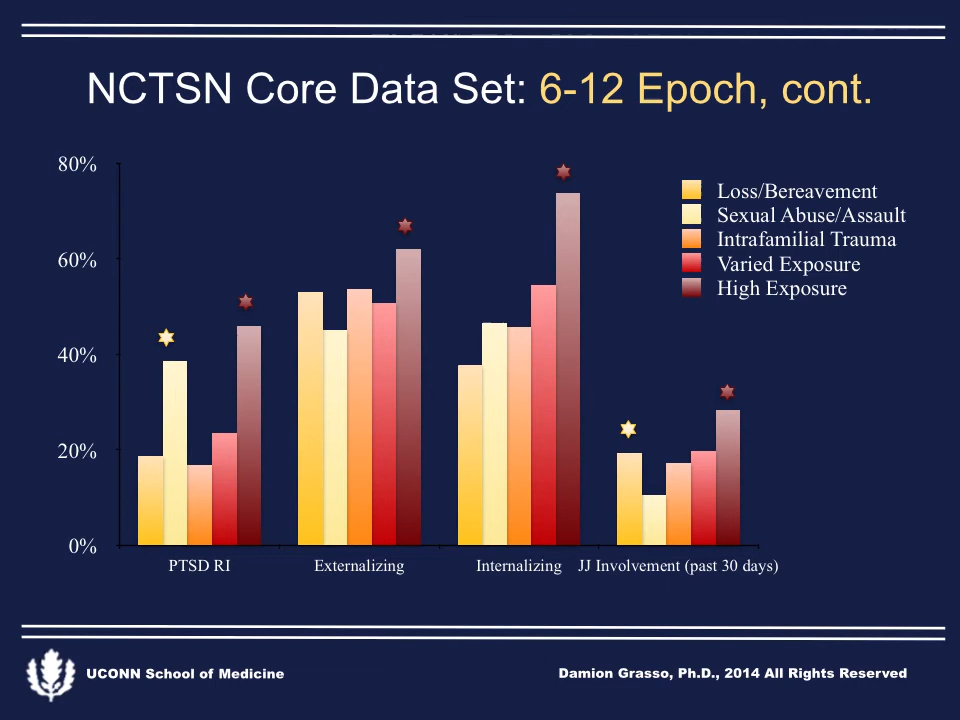 NCTSN Core Data Set: 6-12 Epoch, cont.
80%
60%
40%
20%
0%
Loss/Bereavement
Sexual Abuse/Assault
Intrafamilial Trauma
Varied Exposure
High Exposure
PTSD RI
Externalizing
Internalizing
JJ Involvement (past 30 days)
UCONN School of Medicine
Damion Grasso, Ph.D., 2014 All Rights Reserved